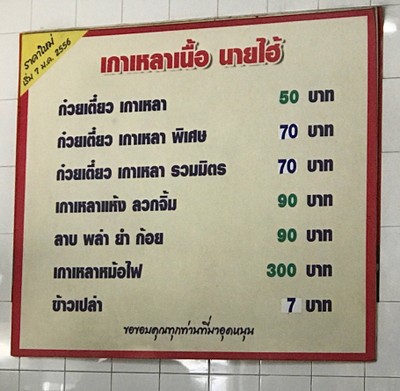 ราคาใหม่
เริ่ม 7 ม.ค. 2556
เกาเหลาเนื้อ นายไฮ้
ก๋วยเตี๋ยว เกาเหลา 50 บาท
ก๋วยเตี๋ยว เกาเหลา พิเศษ 70 บาท
ก๋วยเตี๋ยว เกาเหลา รวมมิตร 70 บาท
เกาเหลาแห้ง ลวกจิ้ม 90 บาท
ลาบ พล่า ยำ ก้อย 90 บาท
เกาเหลาหม้อไฟ 300 บาท
ข้าวเปล่า 7 บาท
ขอขอบคุณทุกท่านที่มาอุดหนุน